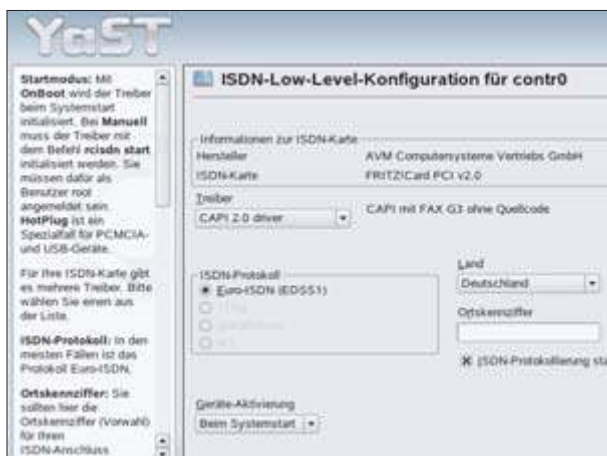 YaST
Startmodus: Mit
OnBoot wird der Treiber
beim Systemstart
initialisiert. Bei Manuell
muss der Treiber mit
dem Befehl rcisdn start
initialisiert werden. Sie
müssen dafür als
Benutzer root
angemeldet sein.
HotPlug ist ein
Spezialfall für PCMCIA-
und USB-Geräte.
Für Ihre ISDN-Karte gibt
es mehrere Treiber. Bitte
wählen Sie einen aus
der Liste.
ISDN-Protokoll: In den
meisten Fällen ist das
Protokoll Euro-ISDN.
Ortskennziffer: Sie
sollten hier die
Ortskennziffer (Vorwahl)
für Ihren
ISDN-Anschluss
ISDN-Low-Level-Konfiguration für contr0
Informationen zur ISDN-Karte
Hersteller AVM Computersysteme Vertriebs GmbH
ISDN-Karte FRITZ!Card PCI v2.0
Treiber
CAPI 2.0 driver CAPI mit FAX G3 ohne Quellcode
ISDN-Protokoll
Euro-ISDN (EDSS1)
Land
Deutschland
Ortskennziffer
ISDN-Protokollierung sta
Geräte-Aktivierung
Beim Systemstart